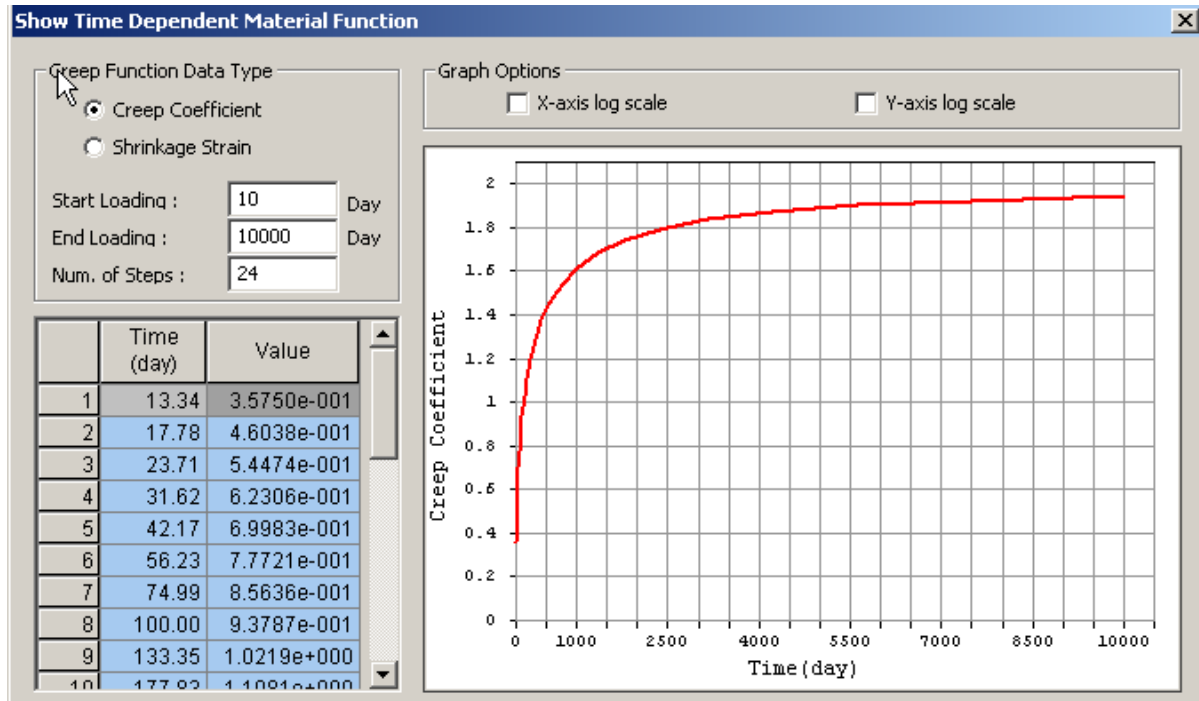 Show Time Dependent Material Function
Creep Function Data Type
Creep Coefficient
Shrinkage Strain
Start Loading : 10 Day
End Loading : 10000 Day
Num. of Steps : 24
Time (day) Value
1 13.34 3.5750e-001
2 17.78 4.6038e-001
3 23.71 5.4474e-001
4 31.62 6.2306e-001
5 42.17 6.9983e-001
6 56.23 7.7721e-001
7 74.99 8.5636e-001
8 100.00 9.3787e-001
9 133.35 1.0219e+000
10 177.83 1.1081e+000
Graph Options
X-axis log scale Y-axis log scale
Creep Coefficient
2
1.8
1.6
1.4
1.2
1
0.8
0.6
0.4
0.2
0
0 1000 2500 4000 5500 7000 8500 10000
Time(day)